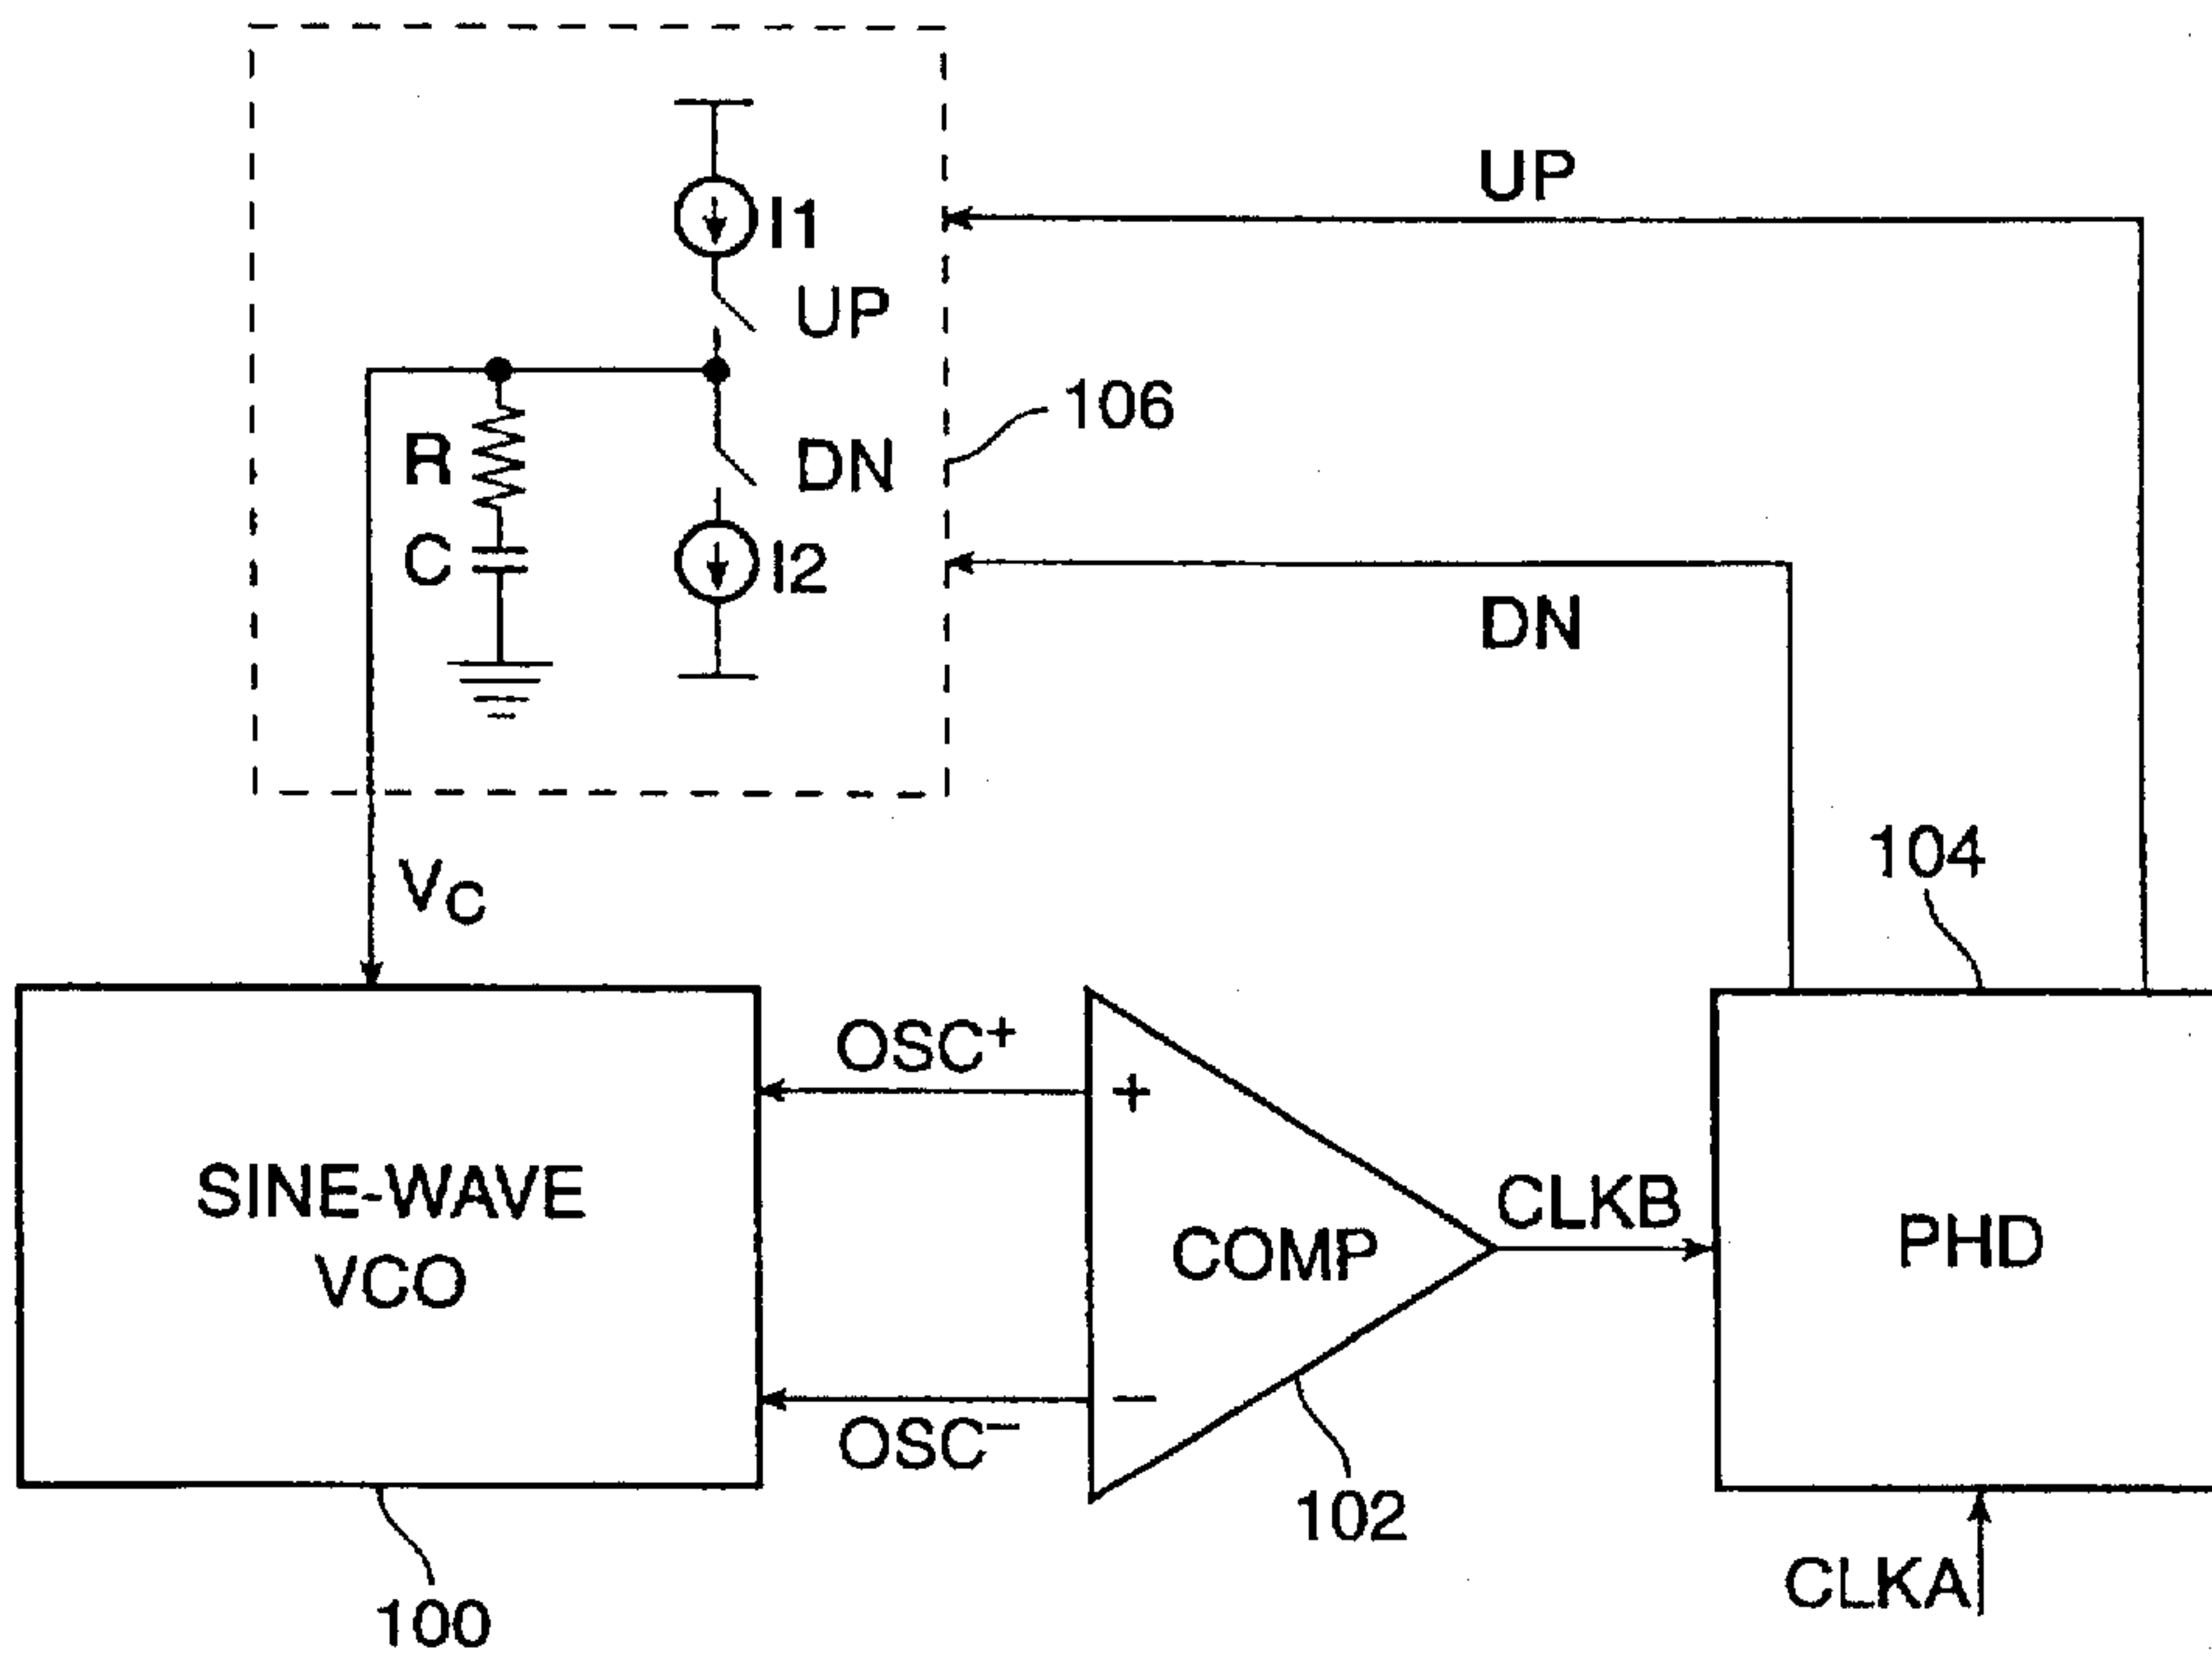 UP
I1
UP
106
R
DN
C
I2
DN
104
VC
OSC+
+
SINE-WAVE
VCO
COMP
CLKB
PHD
OSC−
−
102
CLKA
100